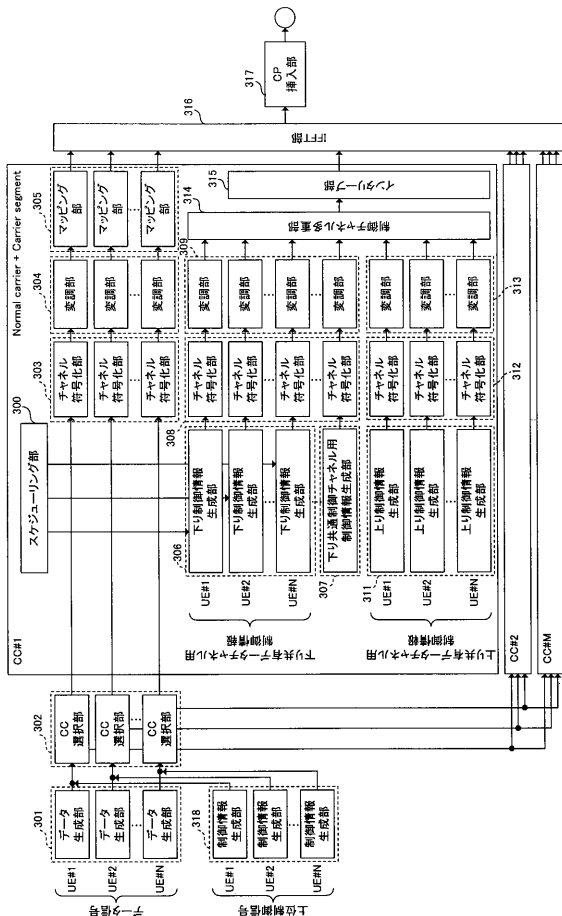 317
CP
挿入部
316
IFFT部
Normal carrier + Carrier segment
305
マッピング
部
マッピング
部
マッピング
部
315
インタリーブ部
314
制御チャネル多重部
304
変調部
変調部
変調部
309
変調部
変調部
変調部
変調部
変調部
変調部
変調部
313
303
チャネル
符号化部
チャネル
符号化部
チャネル
符号化部
308
チャネル
符号化部
チャネル
符号化部
チャネル
符号化部
チャネル
符号化部
チャネル
符号化部
チャネル
符号化部
チャネル
符号化部
312
300
スケジューリング部
306
下り制御情報
生成部
下り制御情報
生成部
下り制御情報
生成部
307
下り共通制御チャネル用
制御情報生成部
311
上り制御情報
生成部
上り制御情報
生成部
上り制御情報
生成部
UE#1
UE#2
UE#N
UE#1
UE#2
UE#N
下り共有データチャネル用
制御情報
上り共有データチャネル用
制御情報
CC#1
CC#2
CC#M
302
CC
選択部
CC
選択部
CC
選択部
301
データ
生成部
データ
生成部
データ
生成部
318
制御情報
生成部
制御情報
生成部
制御情報
生成部
UE#1
UE#2
UE#N
UE#1
UE#2
UE#N
データ信号
上位制御信号